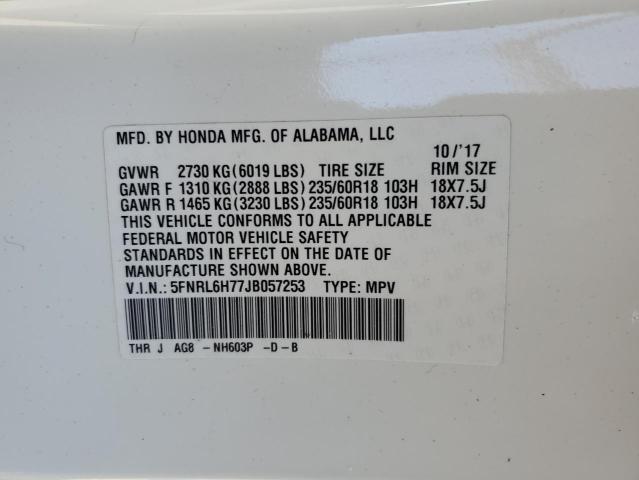 MFD. BY HONDA MFG. OF ALABAMA, LLC
10/'17
GVWR 2730 KG(6019 LBS) TIRE SIZE RIM SIZE
GAWR F 1310 KG(2888 LBS) 235/60R18 103H 18X7.5J
GAWR R 1465 KG(3230 LBS) 235/60R18 103H 18X7.5J
THIS VEHICLE CONFORMS TO ALL APPLICABLE
FEDERAL MOTOR VEHICLE SAFETY
STANDARDS IN EFFECT ON THE DATE OF
MANUFACTURE SHOWN ABOVE.
V.I.N.: 5FNRL6H77JB057253 TYPE: MPV
THR J AG8 -NH603P -D-B